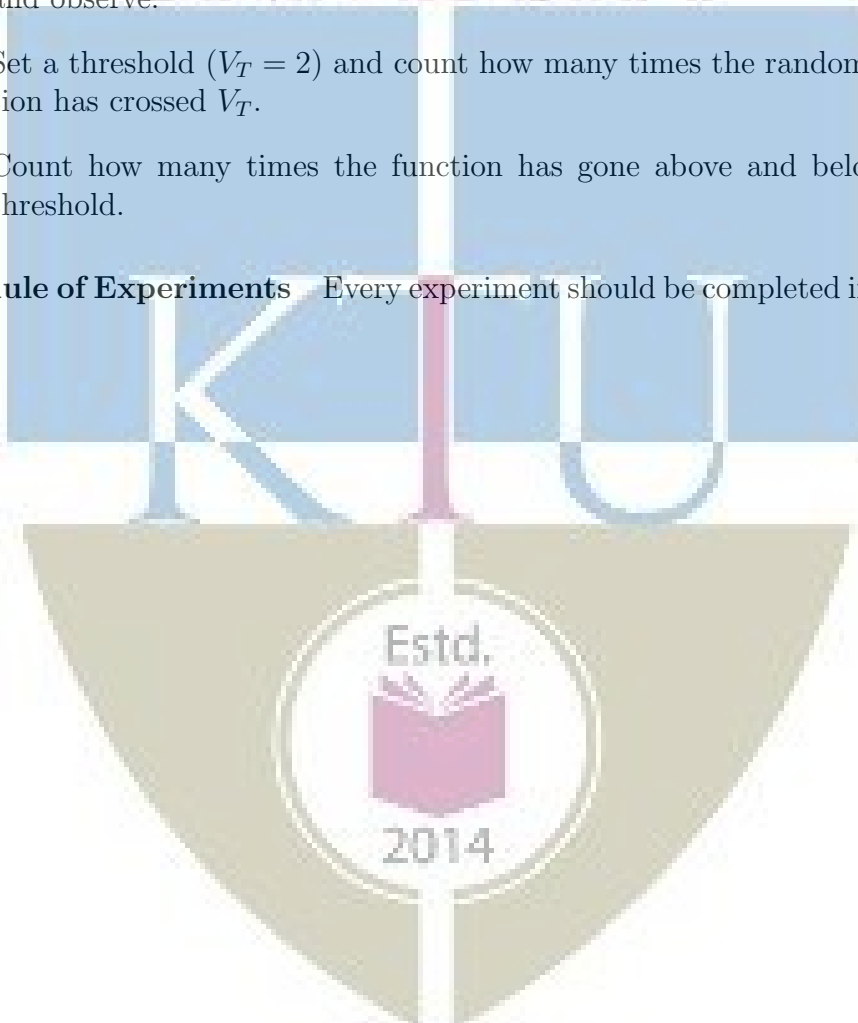 and observe.
Set a threshold (V_T = 2) and count how many times the random
ion has crossed V_T.
Count how many times the function has gone above and belo
hreshold.
ule of Experiments Every experiment should be completed i
KTU
Estd.
2014